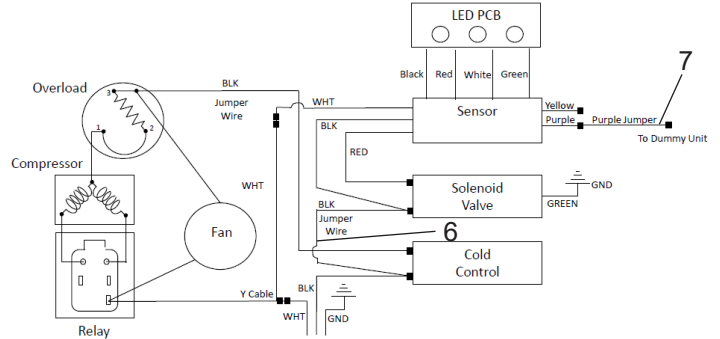 LED PCB
Black
Red
White
Green
7
Overload
BLK
Jumper
Wire
WHT
Sensor
Yellow
Purple
Purple Jumper
To Dummy Unit
3
1
2
BLK
RED
Compressor
WHT
Solenoid
Valve
GND
GREEN
BLK
Jumper
Wire
6
Fan
Cold
Control
Y Cable
BLK
WHT
GND
Relay